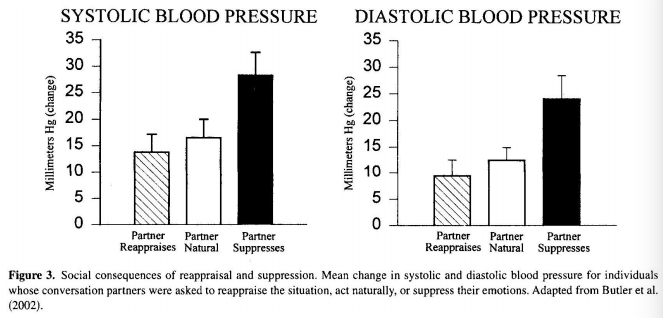 SYSTOLIC BLOOD PRESSURE
35
30
25
20
15
10
5
0
Millimeters Hg (change)
Partner Reappraises
Partner Natural
Partner Suppresses
DIASTOLIC BLOOD PRESSURE
35
30
25
20
15
10
5
0
Millimeters Hg (change)
Partner Reappraises
Partner Natural
Partner Suppresses
Figure 3. Social consequences of reappraisal and suppression. Mean change in systolic and diastolic blood pressure for individuals
whose conversation partners were asked to reappraise the situation, act naturally, or suppress their emotions. Adapted from Butler et al.
(2002).